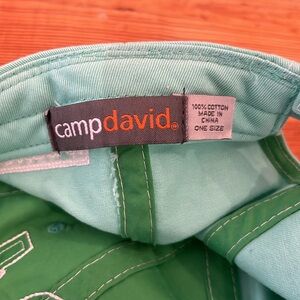 campdavid®
100% COTTON
MADE IN
CHINA
ONE SIZE